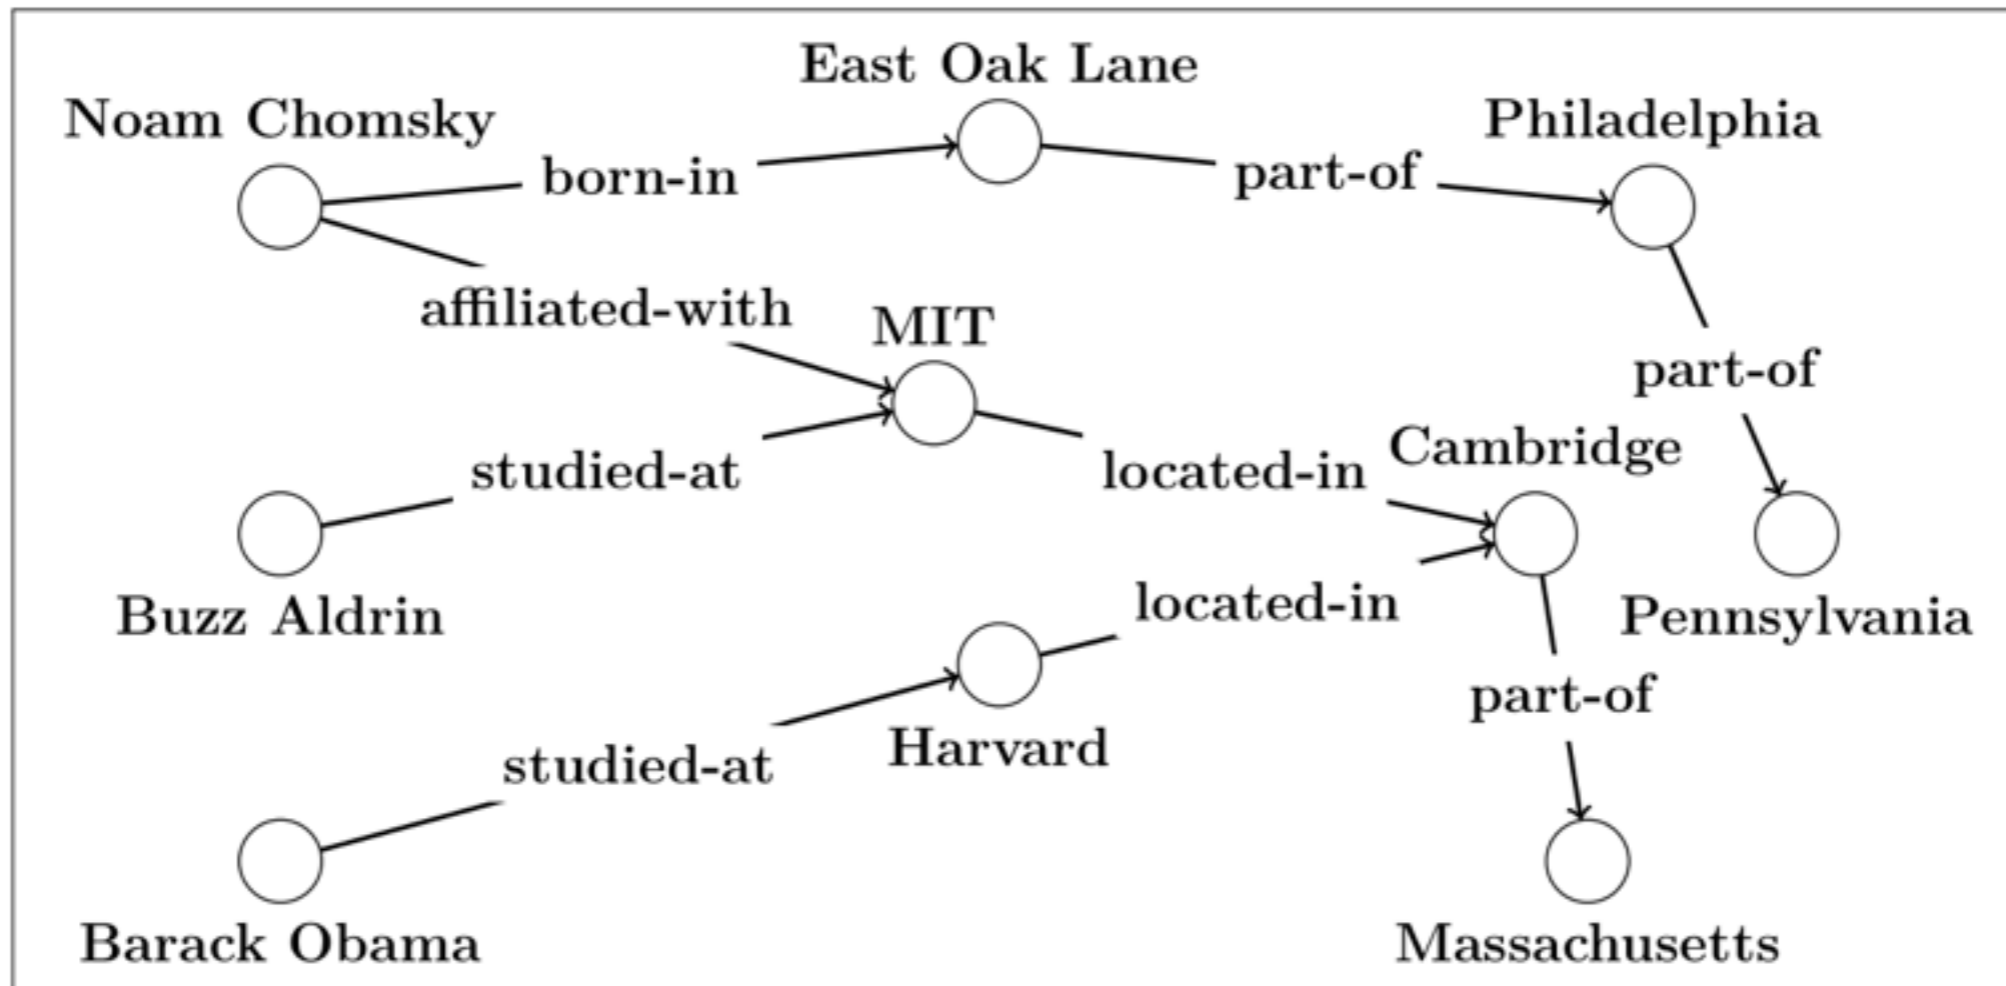 East Oak Lane
Noam Chomsky
Philadelphia
born-in
part-of
affiliated-with
MIT
part-of
studied-at
located-in
Cambridge
Buzz Aldrin
located-in
Pennsylvania
part-of
Harvard
studied-at
Barack Obama
Massachusetts